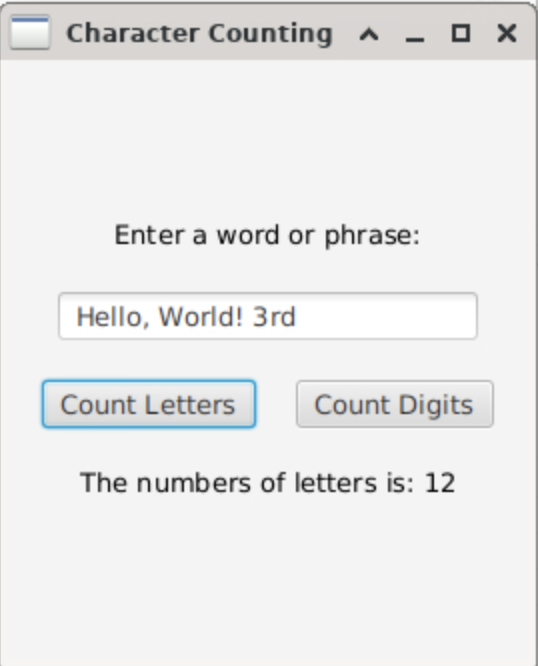 Character Counting
Enter a word or phrase:
Hello, World! 3rd
Count Letters Count Digits
The numbers of letters is: 12